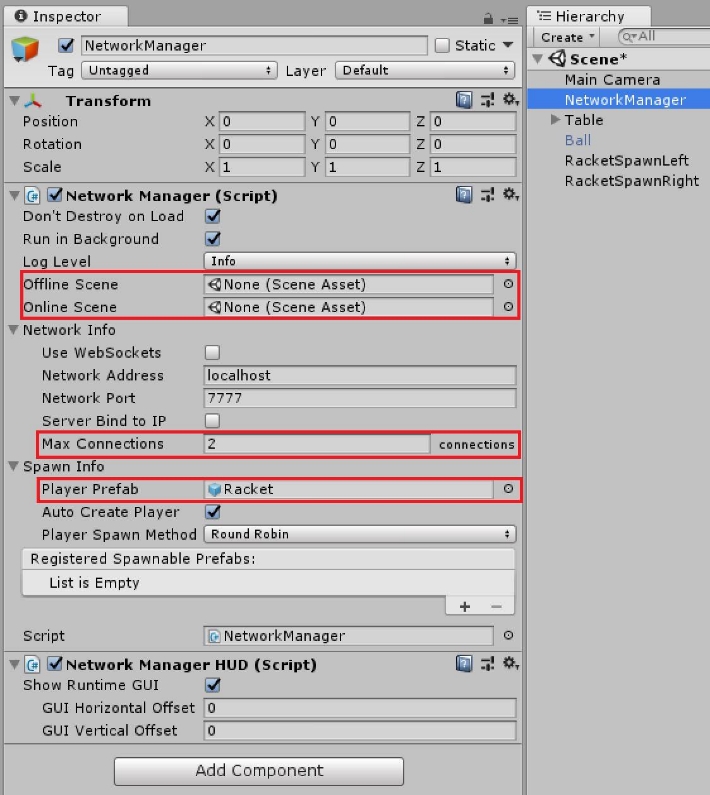 Inspector
NetworkManager
Static
Tag Untagged Layer Default
Transform
Position X 0 Y 0 Z 0
Rotation X 0 Y 0 Z 0
Scale X 1 Y 1 Z 1
Network Manager (Script)
Don't Destroy on Load
Run in Background
Log Level Info
Offline Scene None (Scene Asset)
Online Scene None (Scene Asset)
Network Info
Use WebSockets
Network Address localhost
Network Port 7777
Server Bind to IP
Max Connections 2 connections
Spawn Info
Player Prefab Racket
Auto Create Player
Player Spawn Method Round Robin
Registered Spawnable Prefabs:
List is Empty
+ −
Script NetworkManager
Network Manager HUD (Script)
Show Runtime GUI
GUI Horizontal Offset 0
GUI Vertical Offset 0
Add Component
Hierarchy
Create All
Scene*
Main Camera
NetworkManager
Table
Ball
RacketSpawnLeft
RacketSpawnRight